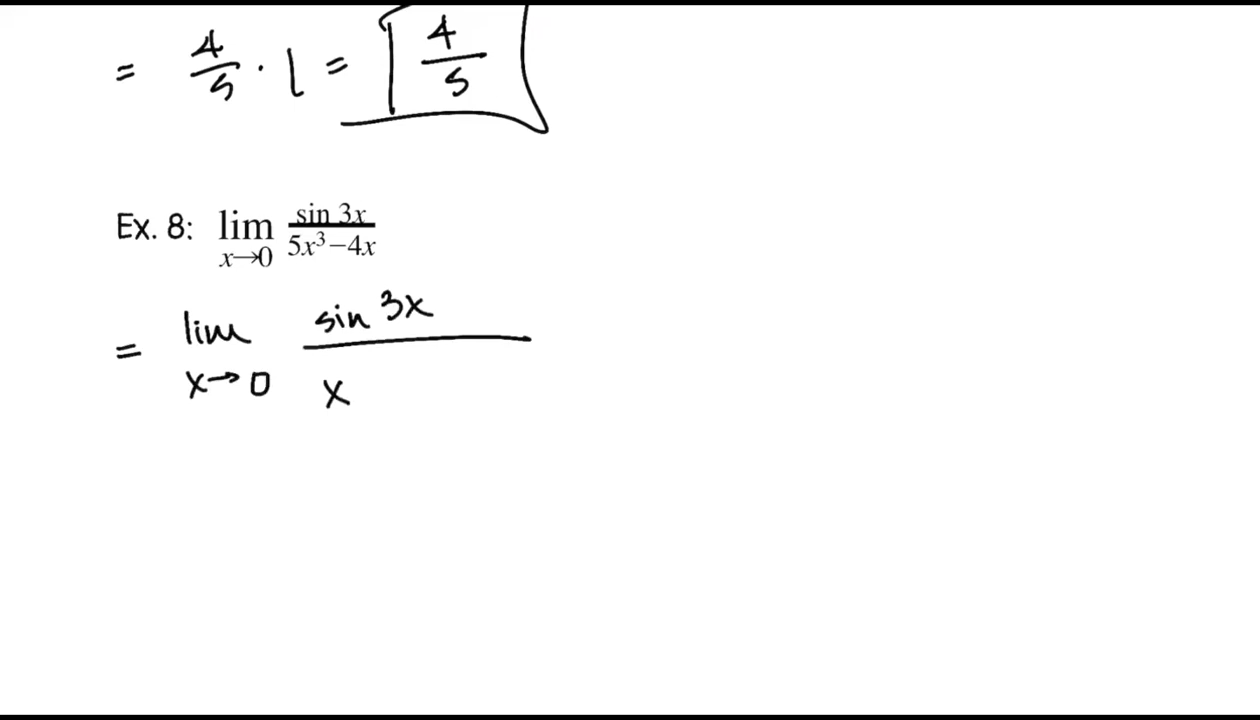 = 4/5 · 1 = 4/5
Ex. 8: lim x→0 sin 3x / 5x³−4x
= lim x→0 sin 3x / x